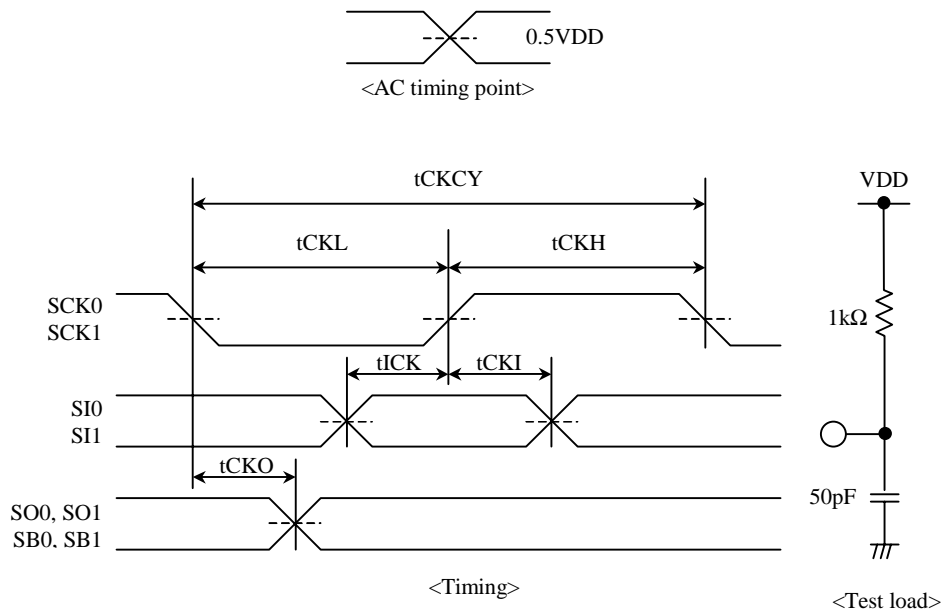 0.5VDD
<AC timing point>
tCKCY
VDD
tCKL
tCKH
SCK0
SCK1
1kΩ
tICK
tCKI
SI0
SI1
tCKO
50pF
SO0, SO1
SB0, SB1
<Timing>
<Test load>